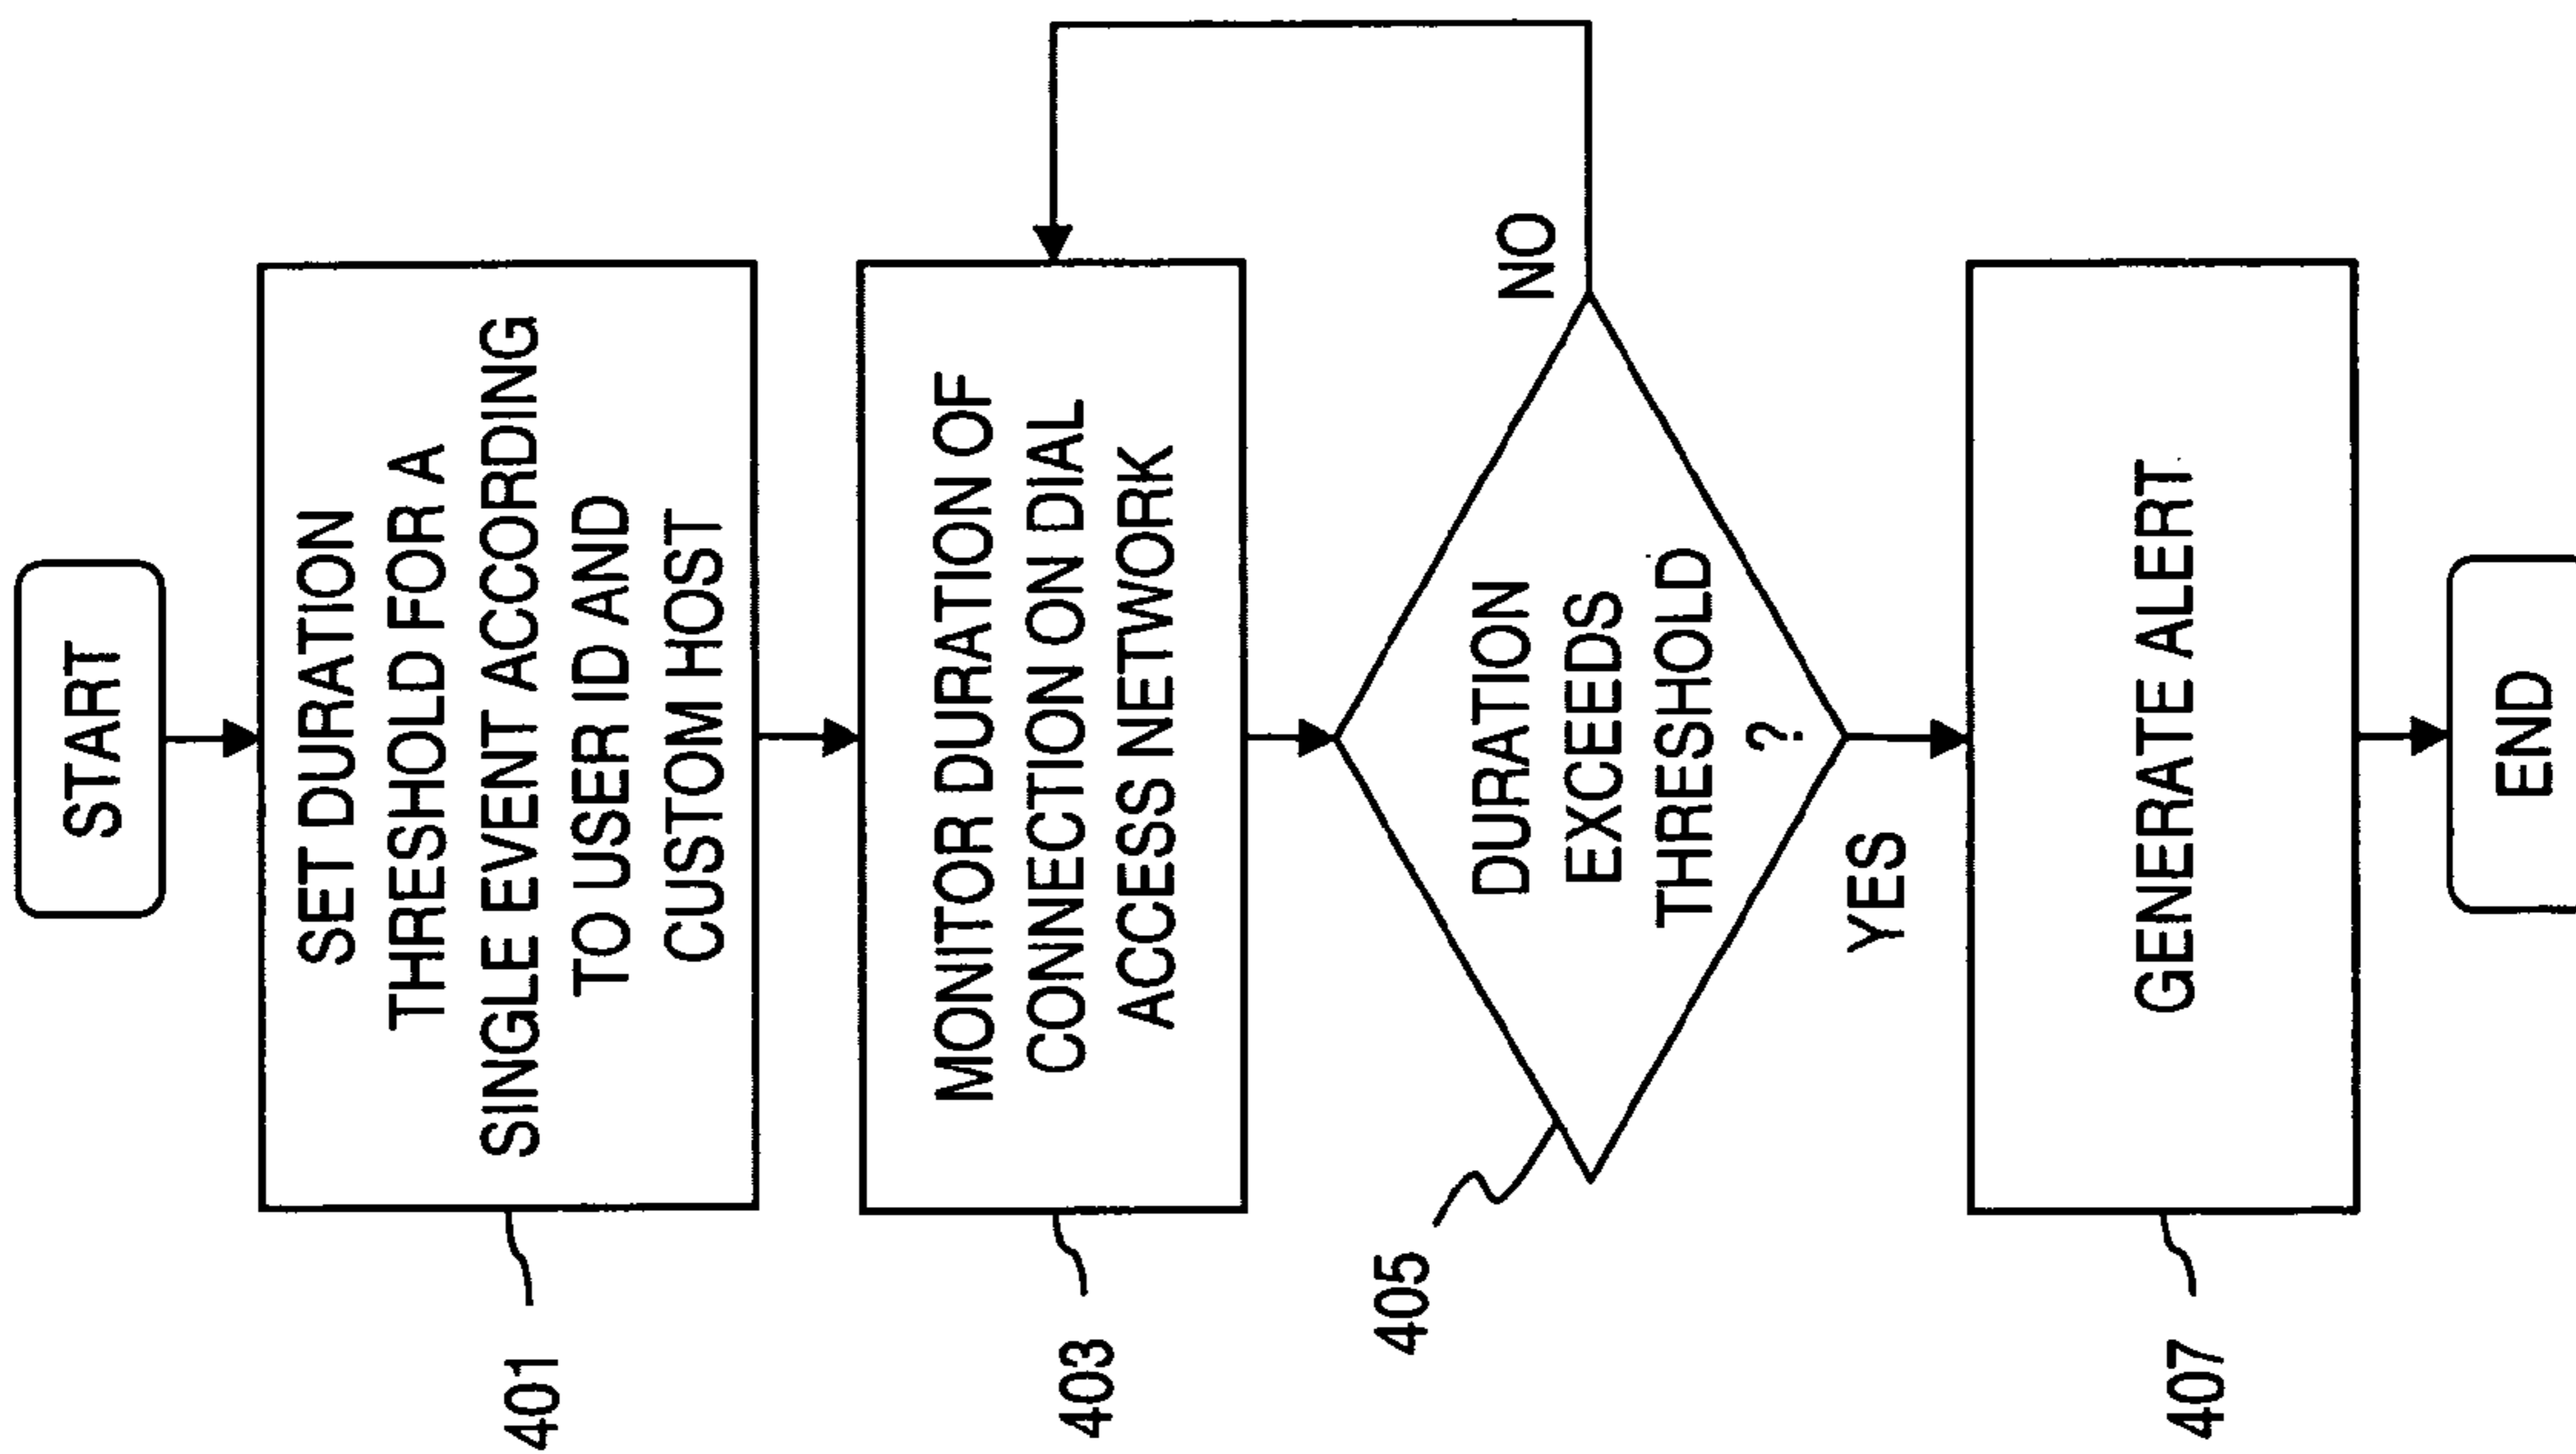 START
SET DURATION
THRESHOLD FOR A
SINGLE EVENT ACCORDING
TO USER ID AND
CUSTOM HOST
401
MONITOR DURATION OF
CONNECTION ON DIAL
ACCESS NETWORK
403
DURATION
EXCEEDS
THRESHOLD
?
405
NO
YES
GENERATE ALERT
407
END